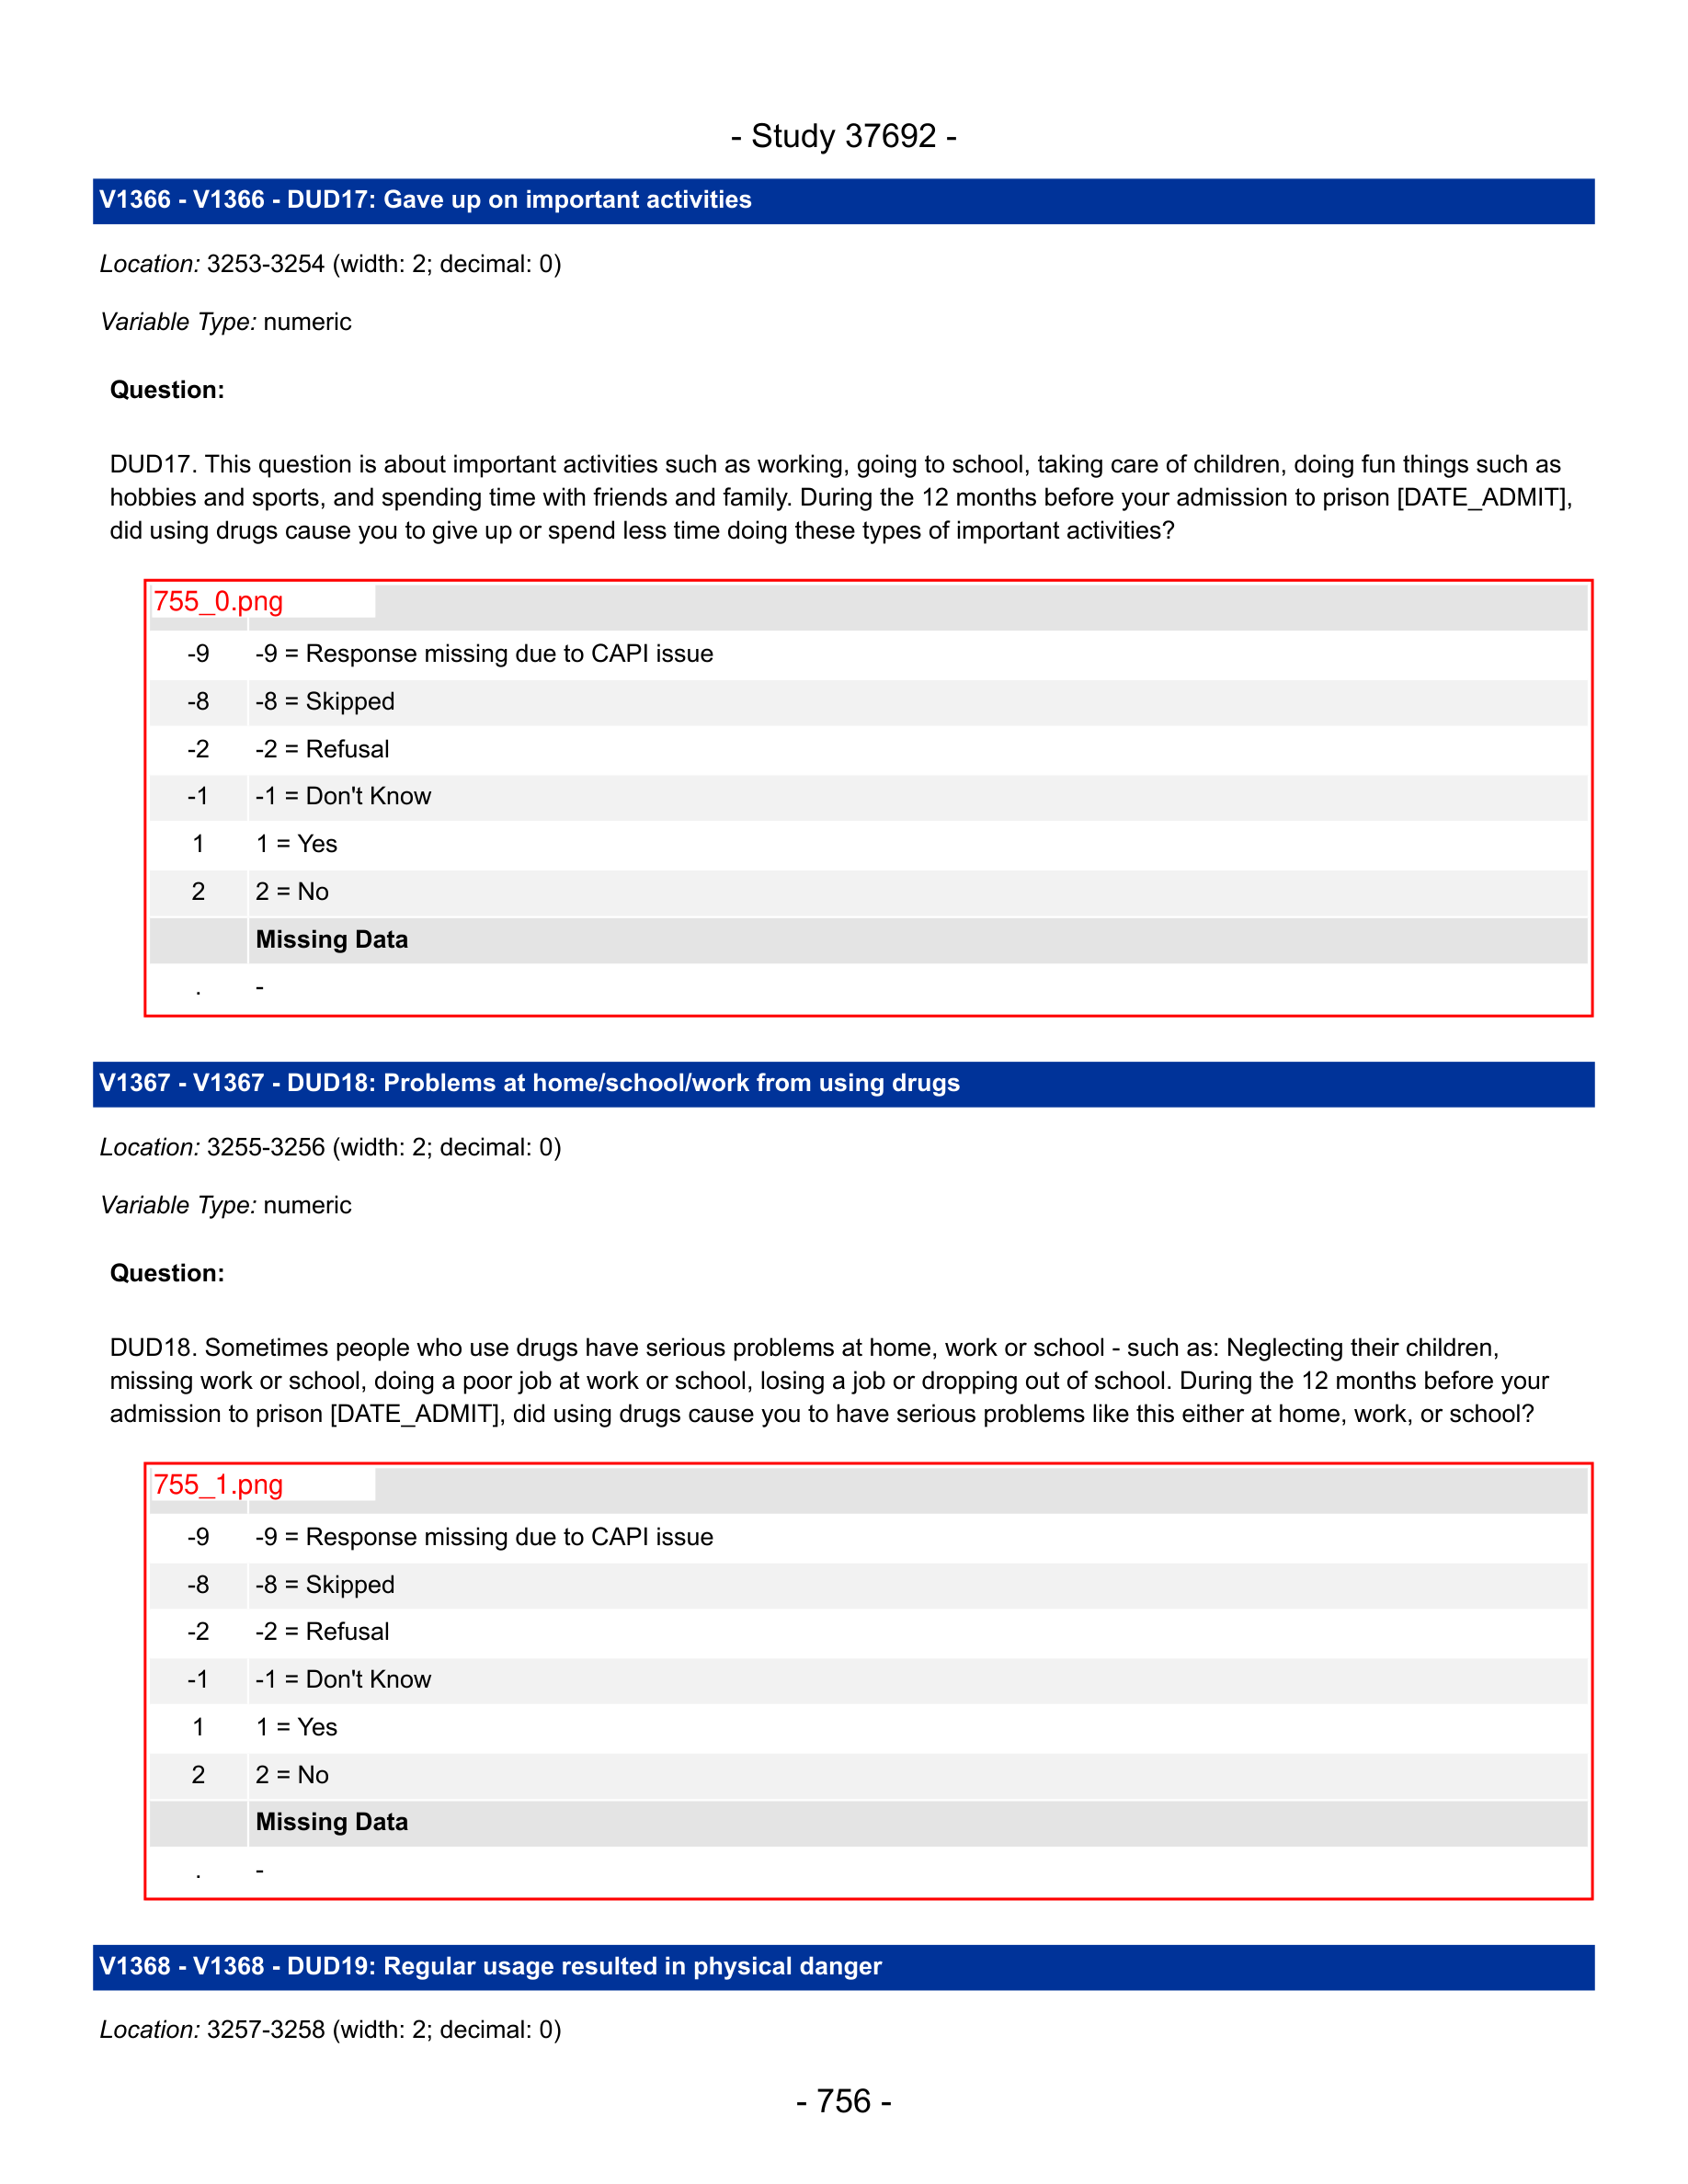 - Study 37692 -
V1366 - V1366 - DUD17: Gave up on important activities
Location: 3253-3254 (width: 2; decimal: 0)
Variable Type: numeric
Question:
DUD17. This question is about important activities such as working, going to school, taking care of children, doing fun things such as
hobbies and sports, and spending time with friends and family. During the 12 months before your admission to prison [DATE_ADMIT],
did using drugs cause you to give up or spend less time doing these types of important activities?
755_0.png
-9 -9 = Response missing due to CAPI issue
-8 -8 = Skipped
-2 -2 = Refusal
-1 -1 = Don't Know
1 1 = Yes
2 2 = No
Missing Data
. -
V1367 - V1367 - DUD18: Problems at home/school/work from using drugs
Location: 3255-3256 (width: 2; decimal: 0)
Variable Type: numeric
Question:
DUD18. Sometimes people who use drugs have serious problems at home, work or school - such as: Neglecting their children,
missing work or school, doing a poor job at work or school, losing a job or dropping out of school. During the 12 months before your
admission to prison [DATE_ADMIT], did using drugs cause you to have serious problems like this either at home, work, or school?
755_1.png
-9 -9 = Response missing due to CAPI issue
-8 -8 = Skipped
-2 -2 = Refusal
-1 -1 = Don't Know
1 1 = Yes
2 2 = No
Missing Data
. -
V1368 - V1368 - DUD19: Regular usage resulted in physical danger
Location: 3257-3258 (width: 2; decimal: 0)
- 756 -